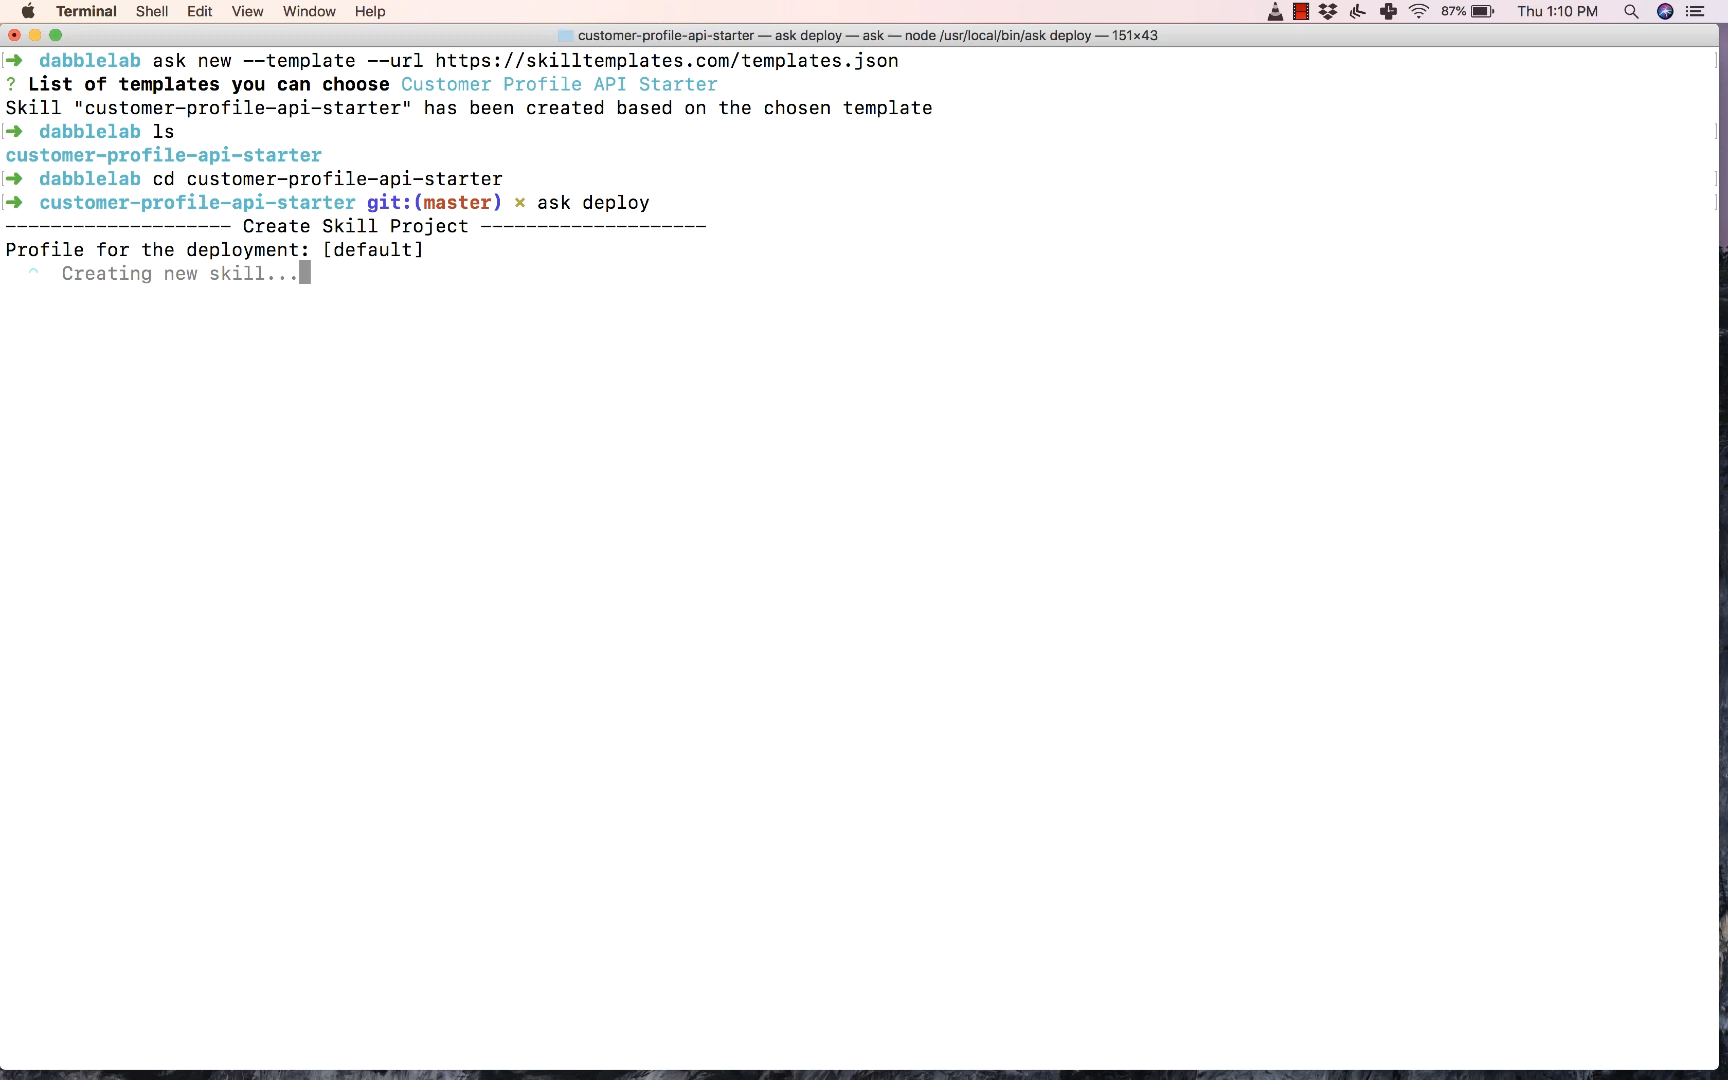 Terminal Shell Edit View Window Help 87% Thu 1:10 PM
customer-profile-api-starter — ask deploy — ask — node /usr/local/bin/ask deploy — 151×43
➜ dabblelab ask new --template --url https://skilltemplates.com/templates.json
? List of templates you can choose Customer Profile API Starter
Skill "customer-profile-api-starter" has been created based on the chosen template
➜ dabblelab ls
customer-profile-api-starter
➜ dabblelab cd customer-profile-api-starter
➜ customer-profile-api-starter git:(master) × ask deploy
-------------------- Create Skill Project --------------------
Profile for the deployment: [default]
Creating new skill...